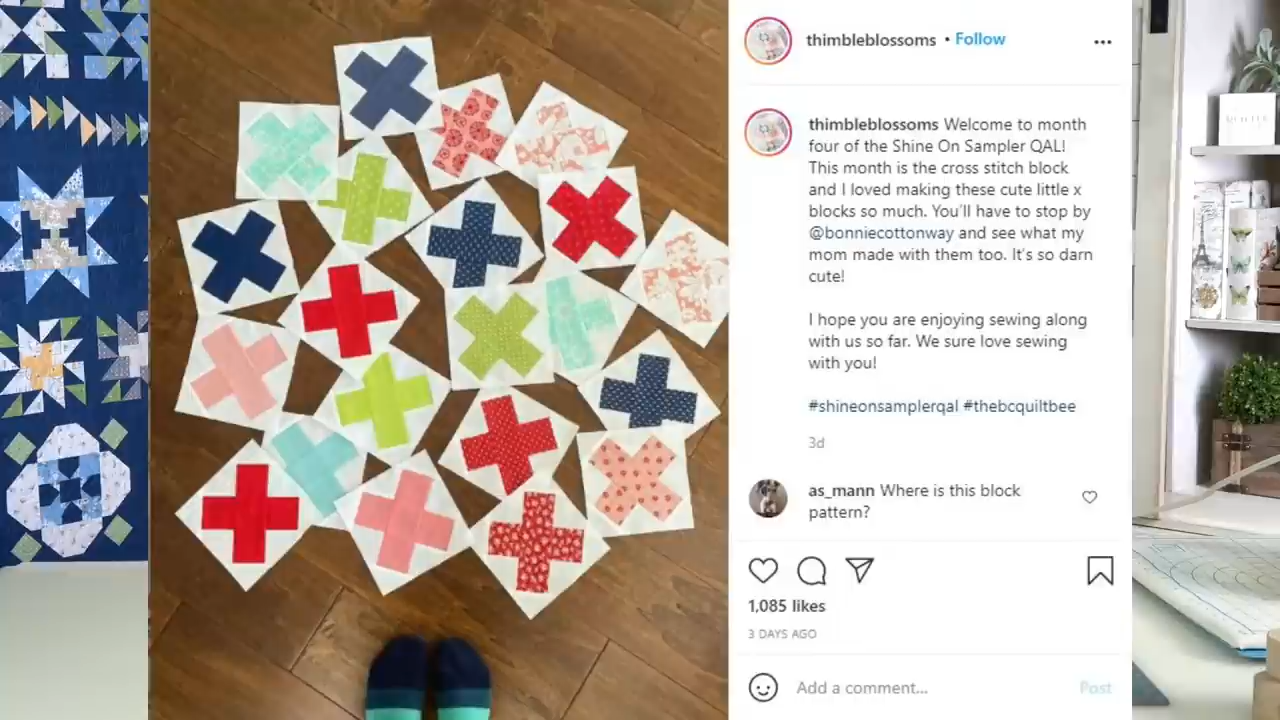 thimbleblossoms • Follow
thimbleblossoms Welcome to month
four of the Shine On Sampler QAL!
This month is the cross stitch block
and I loved making these cute little x
blocks so much. You'll have to stop by
@bonniecottonway and see what my
mom made with them too. It's so darn
cute!
I hope you are enjoying sewing along
with us so far. We sure love sewing
with you!
#shineonsamplerqal #thebcquiltbee
3d
as_mann Where is this block
pattern?
1,085 likes
3 DAYS AGO
Add a comment...
Post